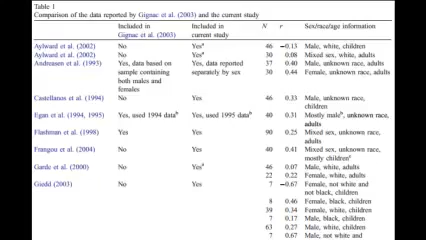 Table 1
Comparison of the data reported by Gignac et al. (2003) and the current study
Included in Included in N r Sex/race/age information
Gignac et al. (2003) current study
Aylward et al. (2002) No Yesᵃ 46 −0.13 Male, white, children
Aylward et al. (2002) No Yesᵃ 30 0.08 Mixed sex, white, adults
Andreasen et al. (1993) Yes, data based on Yes, data reported 37 0.40 Male, unknown race, adults
sample containing separately by sex 30 0.44 Female, unknown race, adults
both males and
females
Castellanos et al. (1994) No Yes 46 0.33 Male, unknown race,
children
Egan et al. (1994, 1995) Yes, used 1994 dataᵇ Yes, used 1995 dataᵇ 40 0.31 Mostly maleᵇ, unknown race,
adults
Flashman et al. (1998) Yes Yes 90 0.25 Mixed sex, unknown race,
adults
Frangou et al. (2004) No Yes 40 0.41 Mixed sex, unknown race,
mostly childrenᶜ
Garde et al. (2000) No Yesᵈ 46 0.07 Male, white, adults
22 0.22 Female, white, adults
Giedd (2003) No Yes 7 −0.67 Female, not white and
not black, children
8 0.46 Female, black, children
39 0.34 Female, white, children
7 0.17 Male, black, children
63 0.27 Male, white, children
7 0.67 Male, not white and